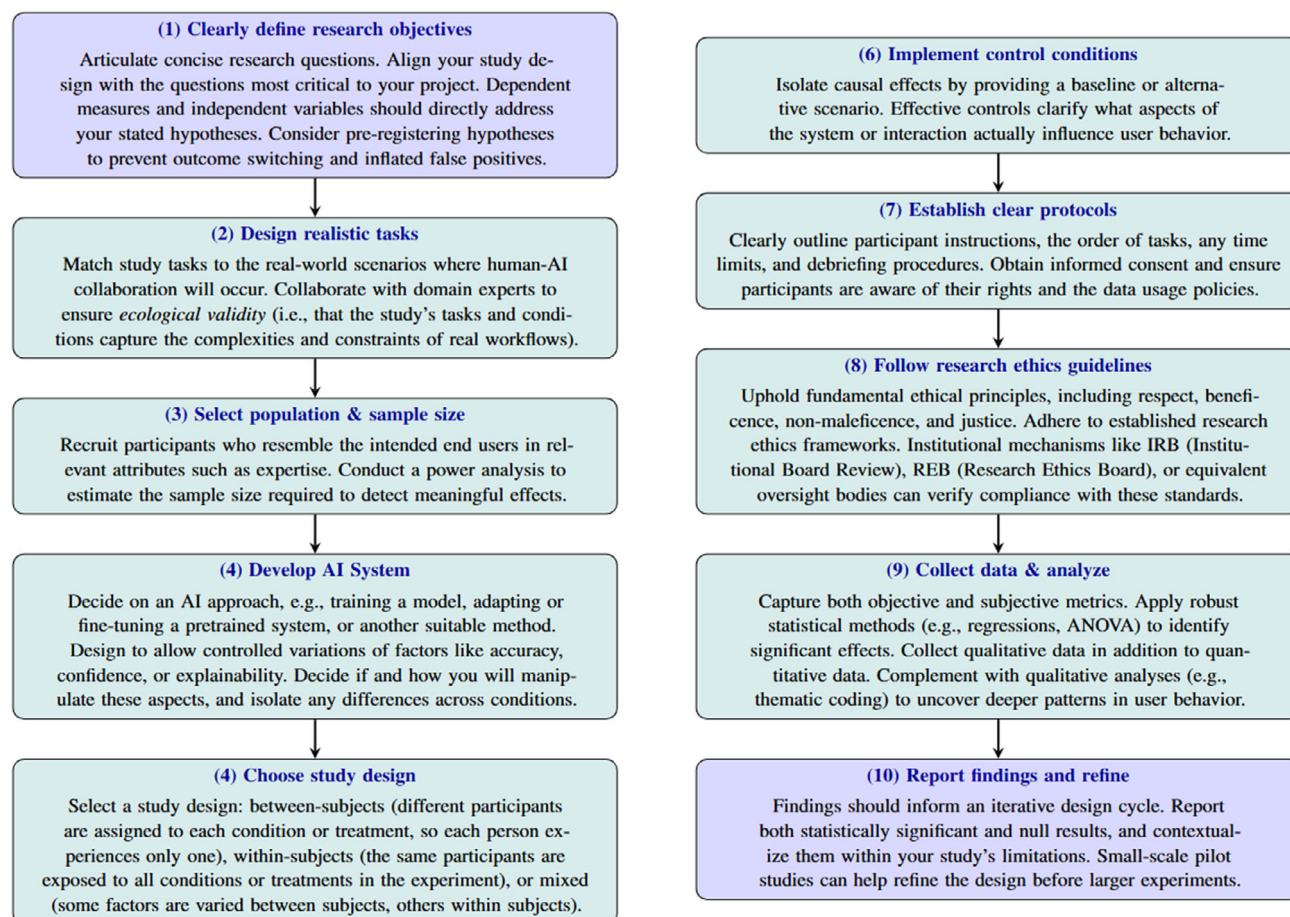 (1) Clearly define research objectives
Articulate concise research questions. Align your study de-
sign with the questions most critical to your project. Dependent
measures and independent variables should directly address
your stated hypotheses. Consider pre-registering hypotheses
to prevent outcome switching and inflated false positives.
(2) Design realistic tasks
Match study tasks to the real-world scenarios where human-AI
collaboration will occur. Collaborate with domain experts to
ensure ecological validity (i.e., that the study's tasks and condi-
tions capture the complexities and constraints of real workflows).
(3) Select population & sample size
Recruit participants who resemble the intended end users in rel-
evant attributes such as expertise. Conduct a power analysis to
estimate the sample size required to detect meaningful effects.
(4) Develop AI System
Decide on an AI approach, e.g., training a model, adapting or
fine-tuning a pretrained system, or another suitable method.
Design to allow controlled variations of factors like accuracy,
confidence, or explainability. Decide if and how you will manip-
ulate these aspects, and isolate any differences across conditions.
(4) Choose study design
Select a study design: between-subjects (different participants
are assigned to each condition or treatment, so each person ex-
periences only one), within-subjects (the same participants are
exposed to all conditions or treatments in the experiment), or mixed
(some factors are varied between subjects, others within subjects).
(6) Implement control conditions
Isolate causal effects by providing a baseline or alterna-
tive scenario. Effective controls clarify what aspects of
the system or interaction actually influence user behavior.
(7) Establish clear protocols
Clearly outline participant instructions, the order of tasks, any time
limits, and debriefing procedures. Obtain informed consent and ensure
participants are aware of their rights and the data usage policies.
(8) Follow research ethics guidelines
Uphold fundamental ethical principles, including respect, benefi-
cence, non-maleficence, and justice. Adhere to established research
ethics frameworks. Institutional mechanisms like IRB (Institu-
tional Board Review), REB (Research Ethics Board), or equivalent
oversight bodies can verify compliance with these standards.
(9) Collect data & analyze
Capture both objective and subjective metrics. Apply robust
statistical methods (e.g., regressions, ANOVA) to identify
significant effects. Collect qualitative data in addition to quan-
titative data. Complement with qualitative analyses (e.g.,
thematic coding) to uncover deeper patterns in user behavior.
(10) Report findings and refine
Findings should inform an iterative design cycle. Report
both statistically significant and null results, and contextual-
ize them within your study's limitations. Small-scale pilot
studies can help refine the design before larger experiments.